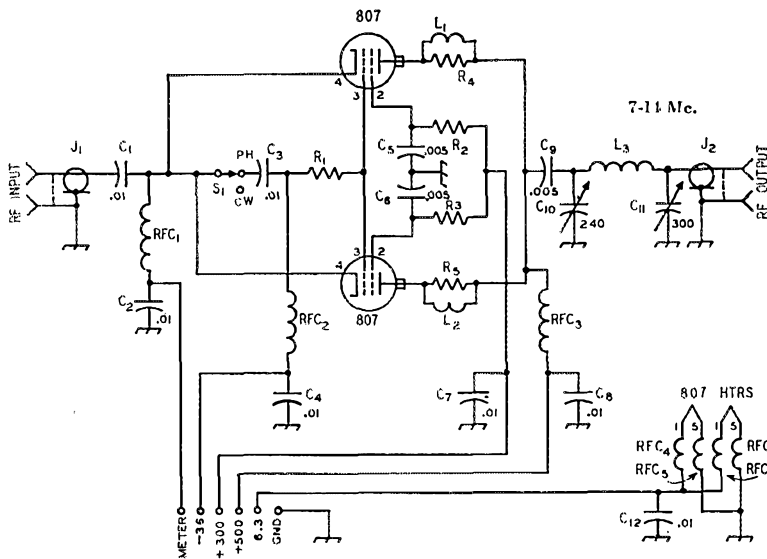 807
L1
4
3
2
R4
7-14 Mc.
J1
C1
.01
PH
C3
S1
CW
.01
R1
C5
.005
R2
C6
.005
R3
C9
.005
L3
J2
C10
240
C11
300
RF INPUT
RF OUTPUT
RFC1
C2
.01
3
2
4
R5
L2
807
RFC2
RFC3
C4
.01
C7
.01
C8
.01
807 HTRS
1
5
1
5
RFC4
RFC5
RFC
RFC
C12
.01
METER
+300
+500
6.3
GND